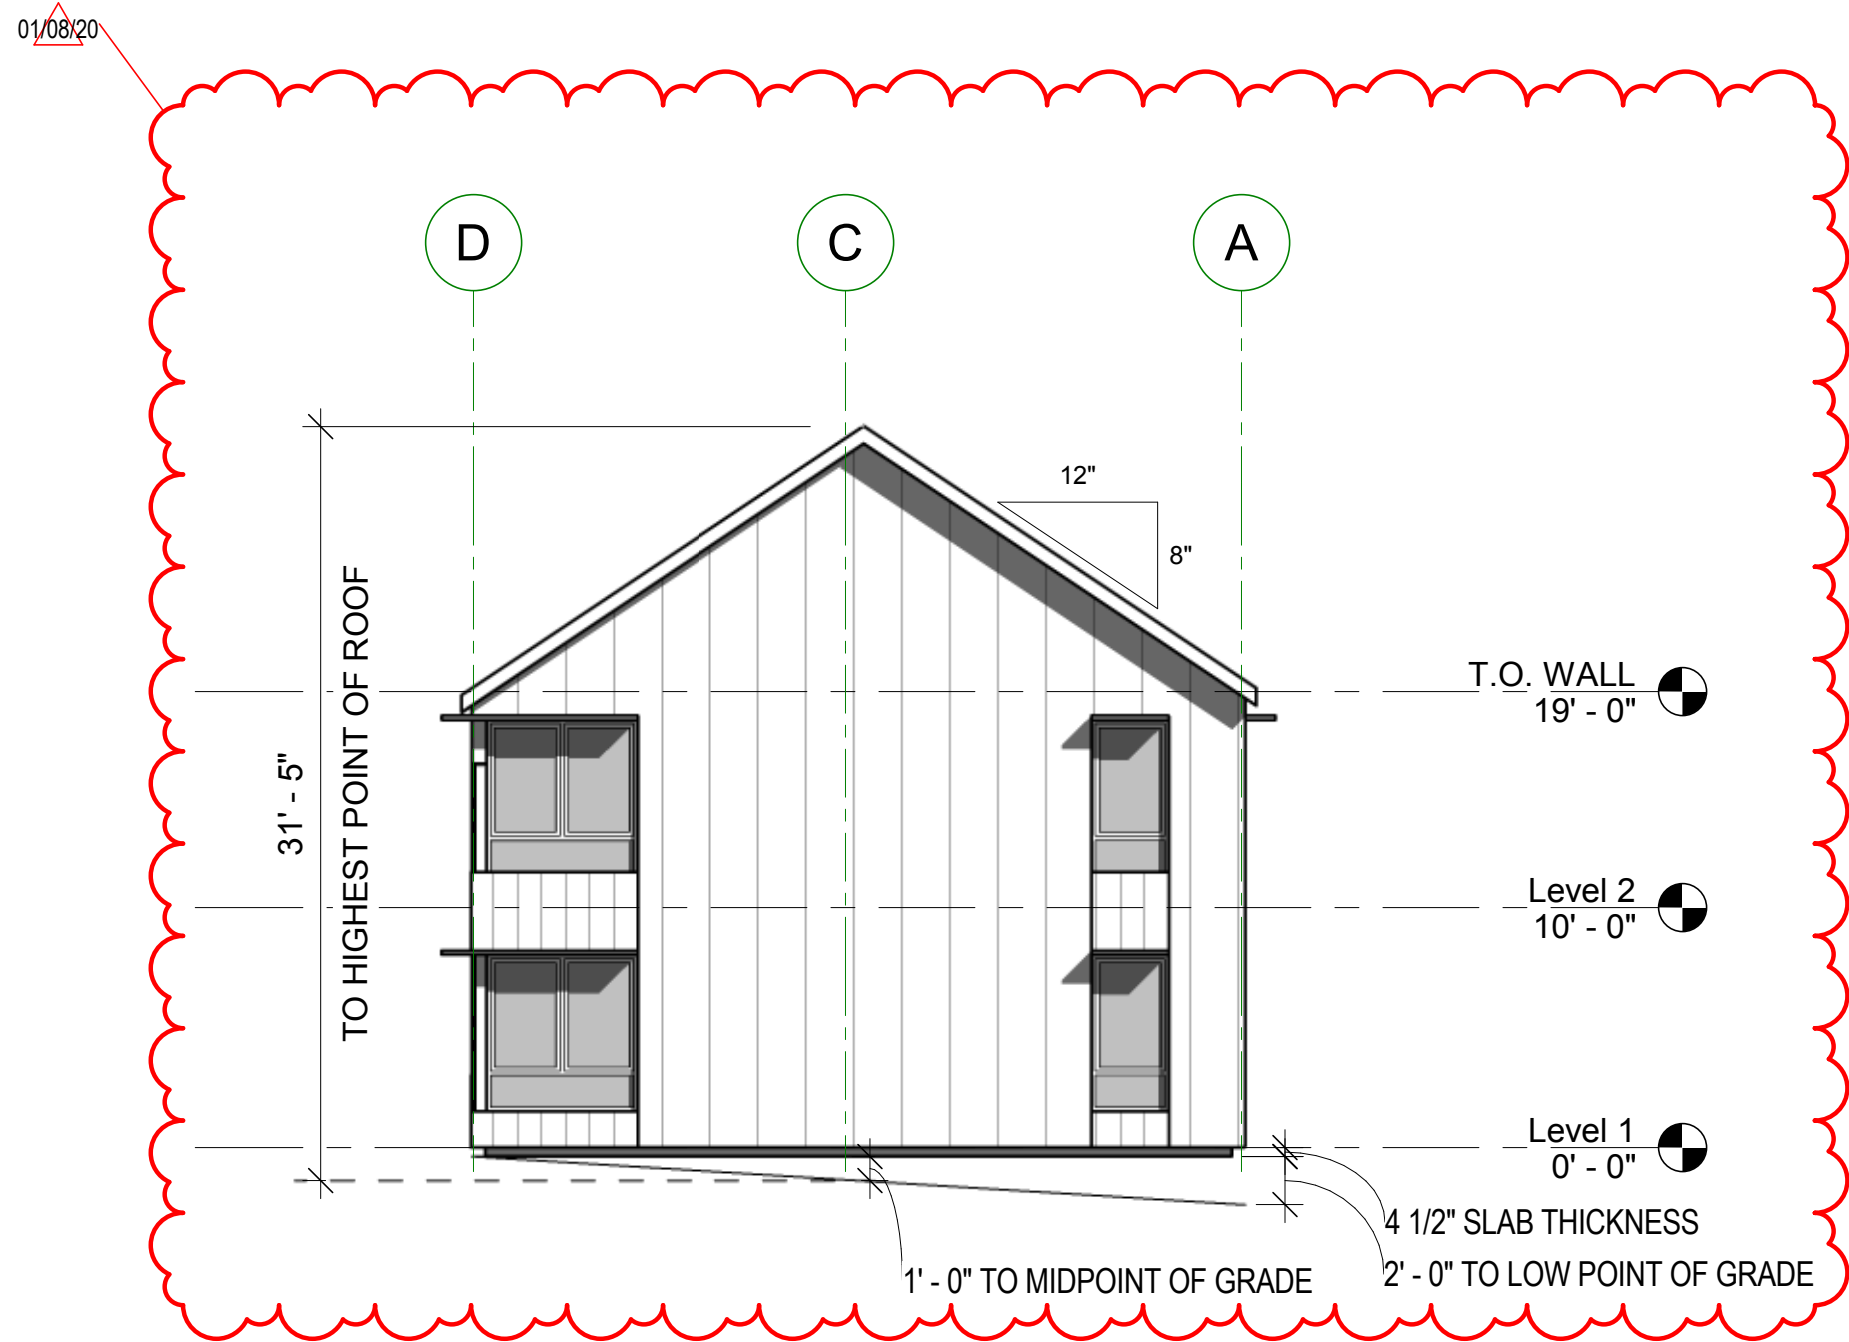 01/08/20
D
C
A
12"
8"
TO HIGHEST POINT OF ROOF
31' - 5"
T.O. WALL
19' - 0"
Level 2
10' - 0"
Level 1
0' - 0"
4 1/2" SLAB THICKNESS
2' - 0" TO LOW POINT OF GRADE
1' - 0" TO MIDPOINT OF GRADE